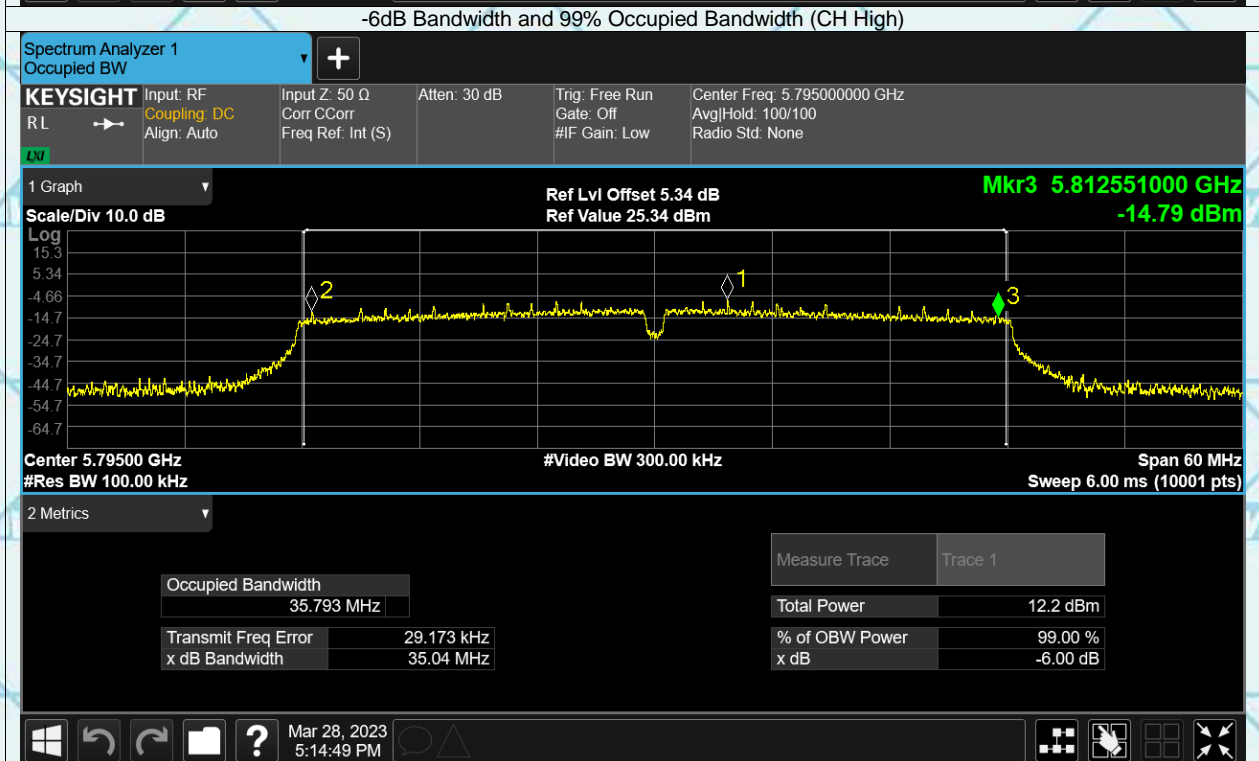 -6dB Bandwidth and 99% Occupied Bandwidth (CH High)
Spectrum Analyzer 1
Occupied BW
KEYSIGHT Input: RF Input Z: 50 Ω Atten: 30 dB Trig: Free Run Center Freq: 5.795000000 GHz
RL Coupling: DC Corr CCorr Gate: Off Avg|Hold: 100/100
Align: Auto Freq Ref: Int (S) #IF Gain: Low Radio Std: None
LXI
1 Graph Ref Lvl Offset 5.34 dB Mkr3 5.812551000 GHz
Scale/Div 10.0 dB Ref Value 25.34 dBm -14.79 dBm
Log
15.3
5.34
-4.66
-14.7
-24.7
-34.7
-44.7
-54.7
-64.7
2
1
3
Center 5.79500 GHz #Video BW 300.00 kHz Span 60 MHz
#Res BW 100.00 kHz Sweep 6.00 ms (10001 pts)
2 Metrics
Measure Trace Trace 1
Occupied Bandwidth
35.793 MHz Total Power 12.2 dBm
Transmit Freq Error 29.173 kHz % of OBW Power 99.00 %
x dB Bandwidth 35.04 MHz x dB -6.00 dB
? Mar 28, 2023
5:14:49 PM